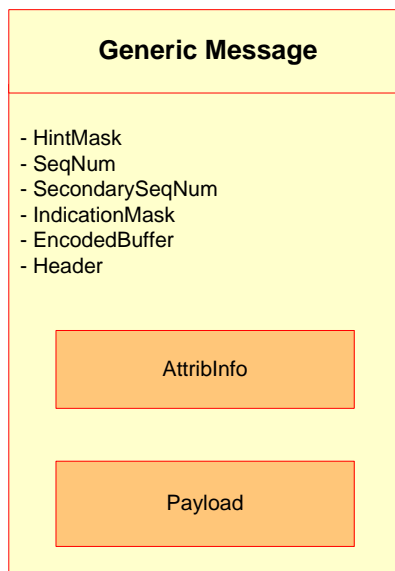 Generic Message
- HintMask
- SeqNum
- SecondarySeqNum
- IndicationMask
- EncodedBuffer
- Header
AttribInfo
Payload